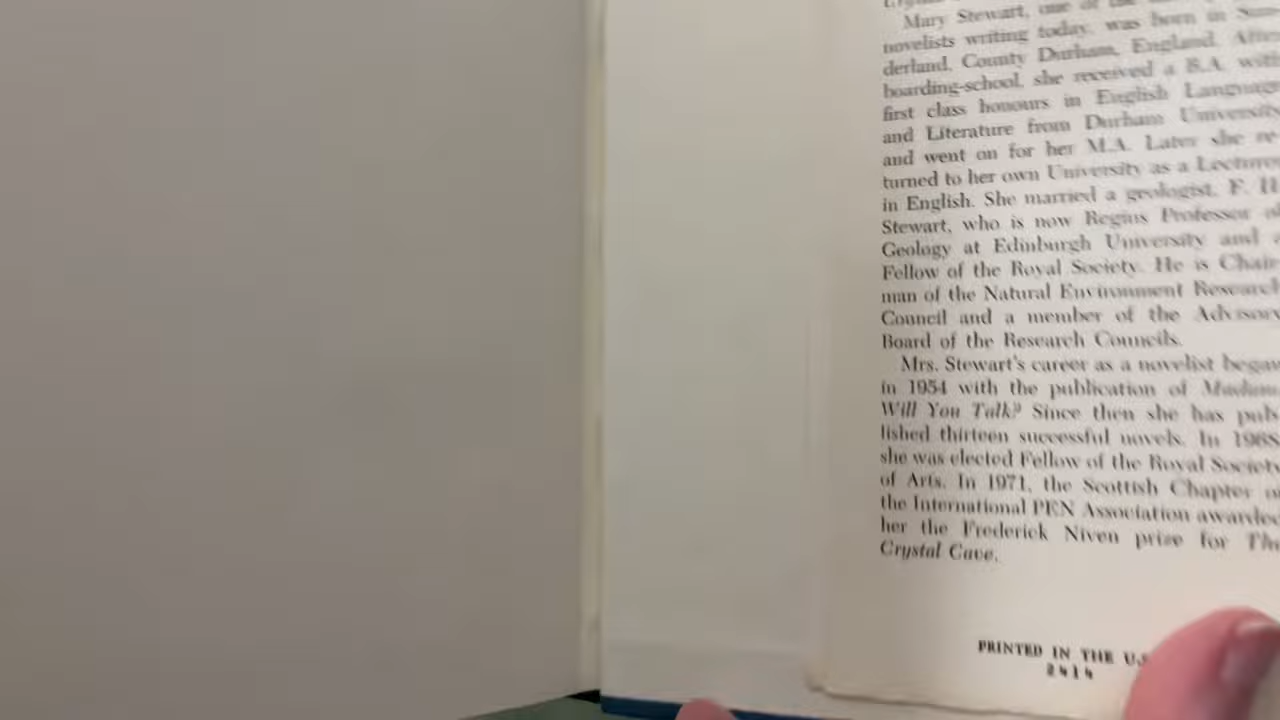 Mary Stewart, one of the
novelists writing today, was born in Sun-
derland, County Durham, England. After
boarding-school, she received a B.A. with
first class honours in English Language
and Literature from Durham University
and went on for her M.A. Later she re-
turned to her own University as a Lecturer
in English. She married a geologist, F. H.
Stewart, who is now Regius Professor of
Geology at Edinburgh University and a
Fellow of the Royal Society. He is Chair-
man of the Natural Environment Research
Council and a member of the Advisory
Board of the Research Councils.
Mrs. Stewart's career as a novelist began
in 1954 with the publication of Madam,
Will You Talk? Since then she has pub-
lished thirteen successful novels. In 1968
she was elected Fellow of the Royal Society
of Arts. In 1971, the Scottish Chapter of
the International PEN Association awarded
her the Frederick Niven prize for The
Crystal Cave.
PRINTED IN THE U.S
2414